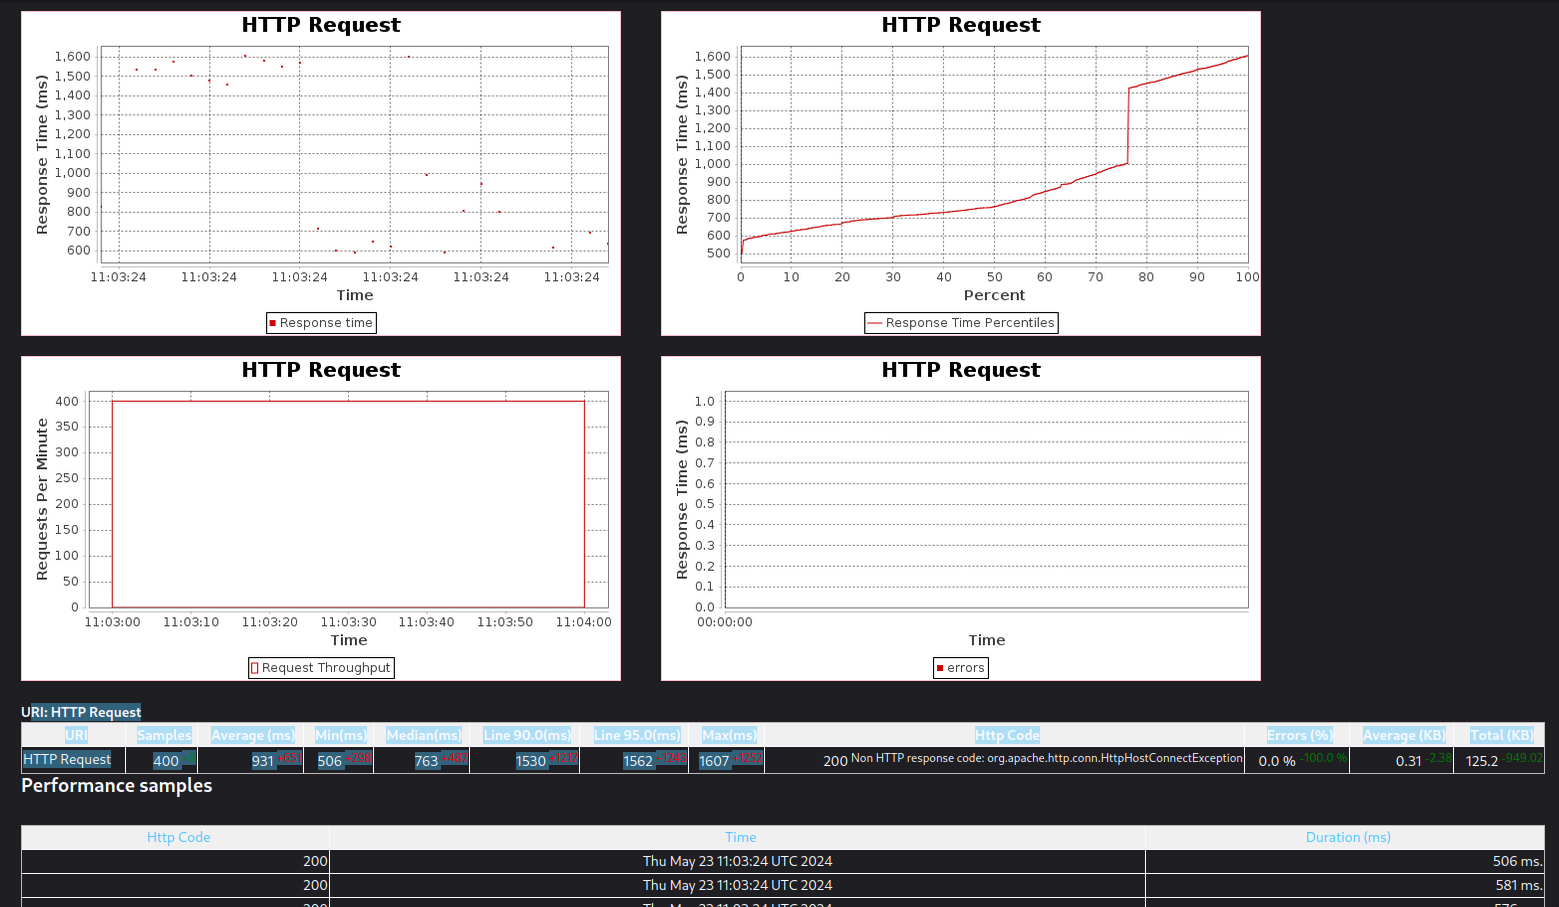 HTTP Request
Response Time (ms)
1,600
1,500
1,400
1,300
1,200
1,100
1,000
900
800
700
600
11:03:24 11:03:24 11:03:24 11:03:24 11:03:24 11:03:24
Time
Response time
HTTP Request
Response Time (ms)
1,600
1,500
1,400
1,300
1,200
1,100
1,000
900
800
700
600
500
0 10 20 30 40 50 60 70 80 90 100
Percent
Response Time Percentiles
HTTP Request
Requests Per Minute
400
350
300
250
200
150
100
50
0
11:03:00 11:03:10 11:03:20 11:03:30 11:03:40 11:03:50 11:04:00
Time
Request Throughput
HTTP Request
Response Time (ms)
1.0
0.9
0.8
0.7
0.6
0.5
0.4
0.3
0.2
0.1
0.0
00:00:00
Time
errors
URI: HTTP Request
URI Samples Average (ms) Min(ms) Median(ms) Line 90.0(ms) Line 95.0(ms) Max(ms) Http Code Errors (%) Average (KB) Total (KB)
HTTP Request 400 931 506 763 1530 1562 1607 200 Non HTTP response code: org.apache.http.conn.HttpHostConnectException 0.0 % -100.0 % 0.31 -2.38 125.2 -949.02
Performance samples
Http Code Time Duration (ms)
200 Thu May 23 11:03:24 UTC 2024 506 ms.
200 Thu May 23 11:03:24 UTC 2024 581 ms.